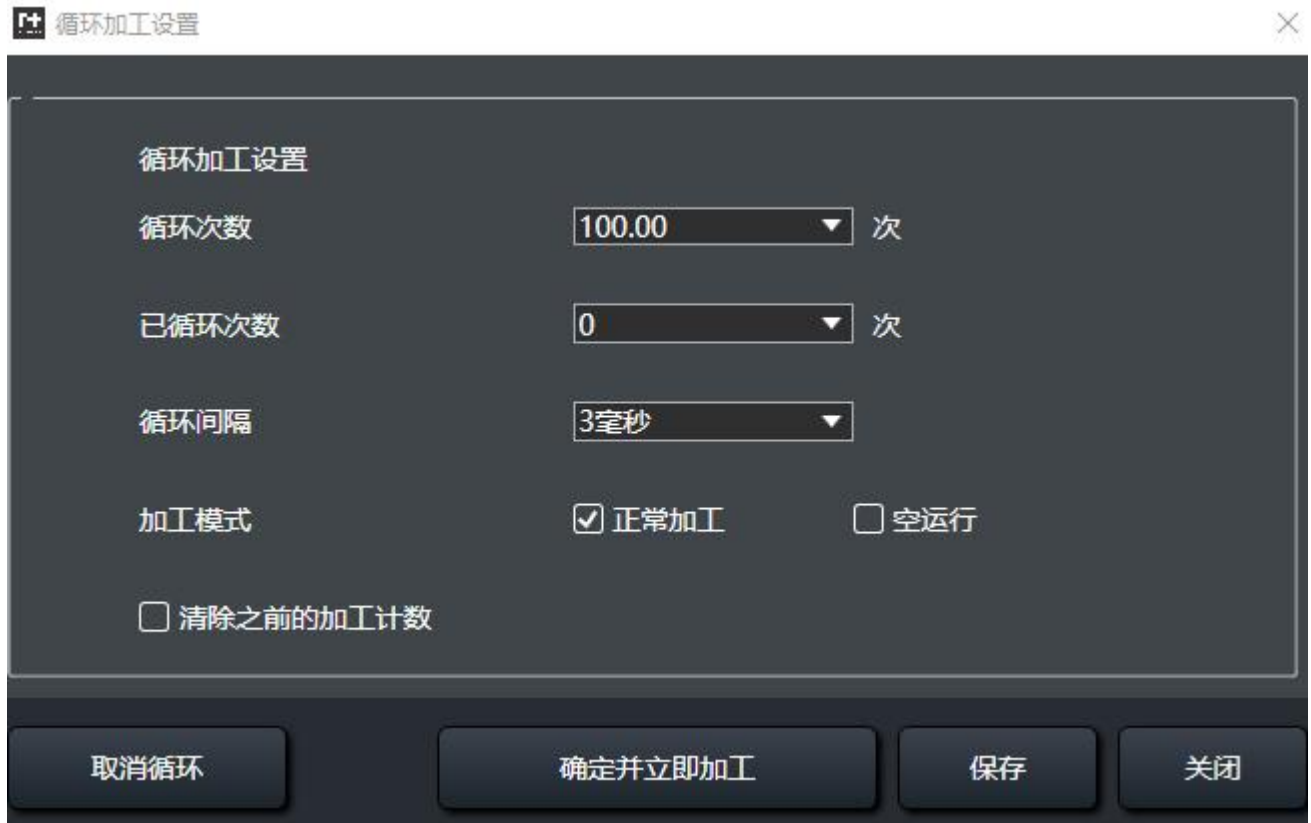 循环加工设置
循环加工设置
循环次数 100.00 次
已循环次数 0 次
循环间隔 3毫秒
加工模式 正常加工 空运行
清除之前的加工计数
取消循环 确定并立即加工 保存 关闭